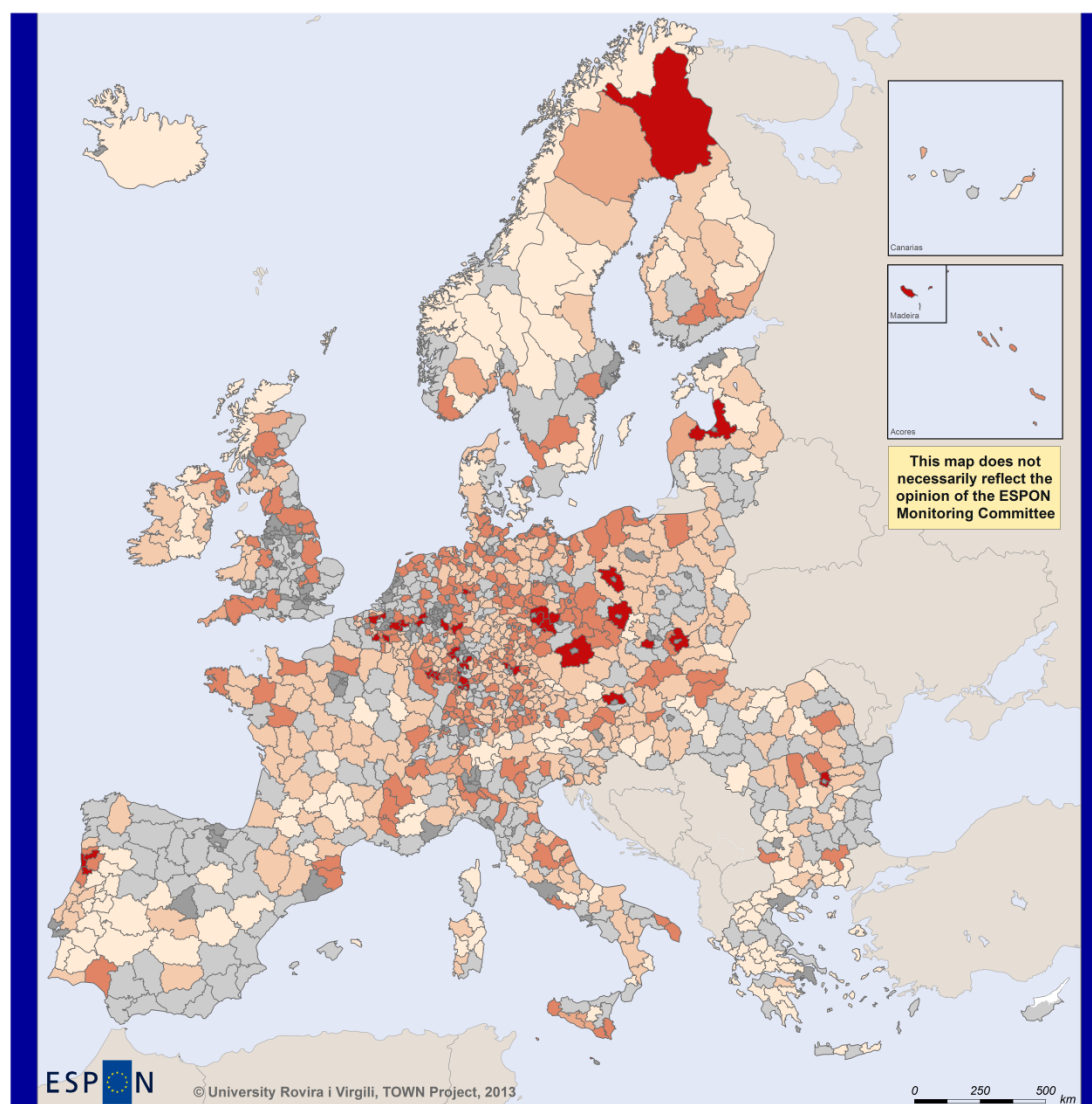 Canarias
Madeira
Acores
This map does not
necessarily reflect the
opinion of the ESPON
Monitoring Committee
ESPON
© University Rovira i Virgili, TOWN Project, 2013
0 250 500
km